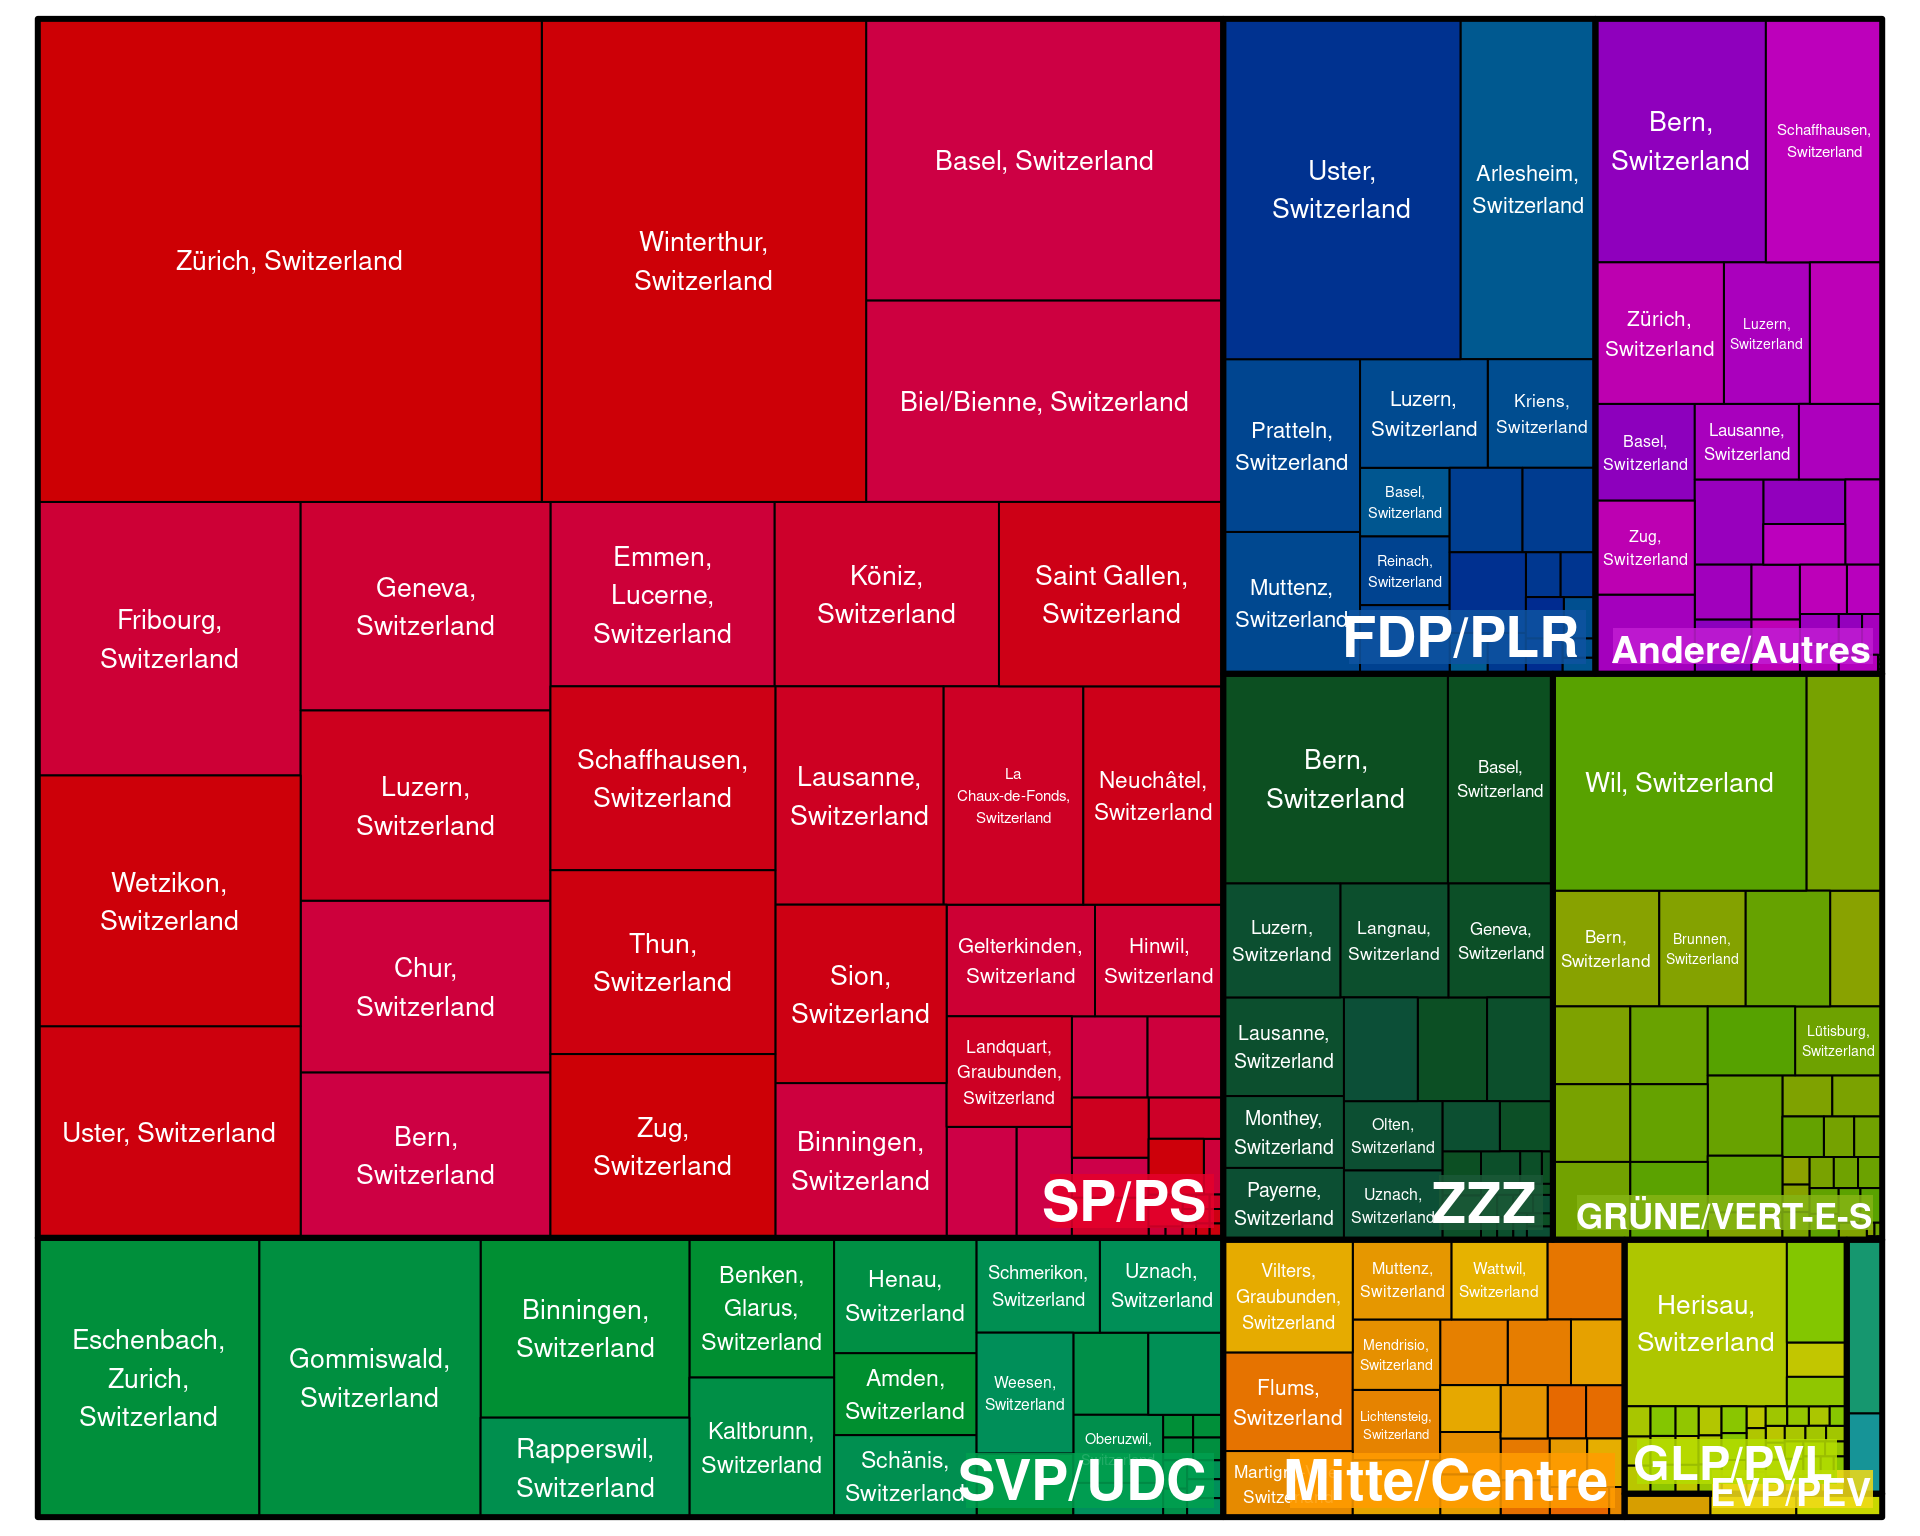 Zürich, Switzerland
Winterthur,
Switzerland
Basel, Switzerland
Biel/Bienne, Switzerland
Fribourg,
Switzerland
Geneva,
Switzerland
Emmen,
Lucerne,
Switzerland
Köniz,
Switzerland
Saint Gallen,
Switzerland
Wetzikon,
Switzerland
Luzern,
Switzerland
Schaffhausen,
Switzerland
Lausanne,
Switzerland
La
Chaux-de-Fonds,
Switzerland
Neuchâtel,
Switzerland
Uster, Switzerland
Chur,
Switzerland
Bern,
Switzerland
Thun,
Switzerland
Zug,
Switzerland
Sion,
Switzerland
Binningen,
Switzerland
Gelterkinden,
Switzerland
Hinwil,
Switzerland
Landquart,
Graubunden,
Switzerland
SP/PS
Uster,
Switzerland
Arlesheim,
Switzerland
Pratteln,
Switzerland
Luzern,
Switzerland
Kriens,
Switzerland
Basel,
Switzerland
Reinach,
Switzerland
Muttenz,
Switzerland
FDP/PLR
Bern,
Switzerland
Schaffhausen,
Switzerland
Zürich,
Switzerland
Luzern,
Switzerland
Basel,
Switzerland
Lausanne,
Switzerland
Zug,
Switzerland
Andere/Autres
Bern,
Switzerland
Basel,
Switzerland
Luzern,
Switzerland
Langnau,
Switzerland
Geneva,
Switzerland
Lausanne,
Switzerland
Monthey,
Switzerland
Olten,
Switzerland
Payerne,
Switzerland
Uznach,
Switzerland
ZZZ
Wil, Switzerland
Bern,
Switzerland
Brunnen,
Switzerland
Lütisburg,
Switzerland
GRÜNE/VERT-E-S
Eschenbach,
Zurich,
Switzerland
Gommiswald,
Switzerland
Binningen,
Switzerland
Rapperswil,
Switzerland
Benken,
Glarus,
Switzerland
Kaltbrunn,
Switzerland
Henau,
Switzerland
Amden,
Switzerland
Schänis,
Switzerland
Schmerikon,
Switzerland
Uznach,
Switzerland
Weesen,
Switzerland
Oberuzwil,
SVP/UDC
Vilters,
Graubunden,
Switzerland
Muttenz,
Switzerland
Wattwil,
Switzerland
Flums,
Switzerland
Mendrisio,
Switzerland
Lichtensteig,
Switzerland
Mitte/Centre
Herisau,
Switzerland
GLP/PVL
EVP/PEV